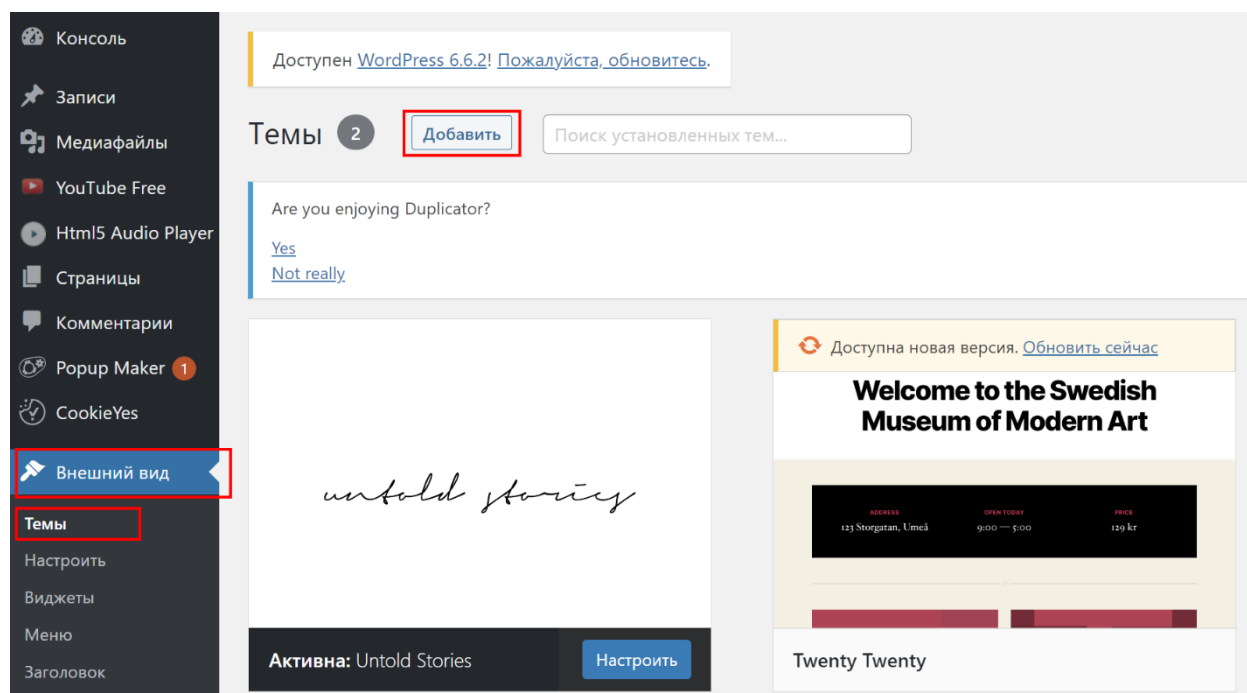 Консоль
Записи
Медиафайлы
YouTube Free
Html5 Audio Player
Страницы
Комментарии
Popup Maker 1
CookieYes
Внешний вид
Темы
Настроить
Виджеты
Меню
Заголовок
Доступен WordPress 6.6.2! Пожалуйста, обновитесь.
Темы 2 Добавить Поиск установленных тем...
Are you enjoying Duplicator?
Yes
Not really
untold stories
Активна: Untold Stories Настроить
Доступна новая версия. Обновить сейчас
Welcome to the Swedish
Museum of Modern Art
ADDRESS OPEN TODAY PRICE
123 Storgatan, Umeå 9:00 — 5:00 129 kr
Twenty Twenty